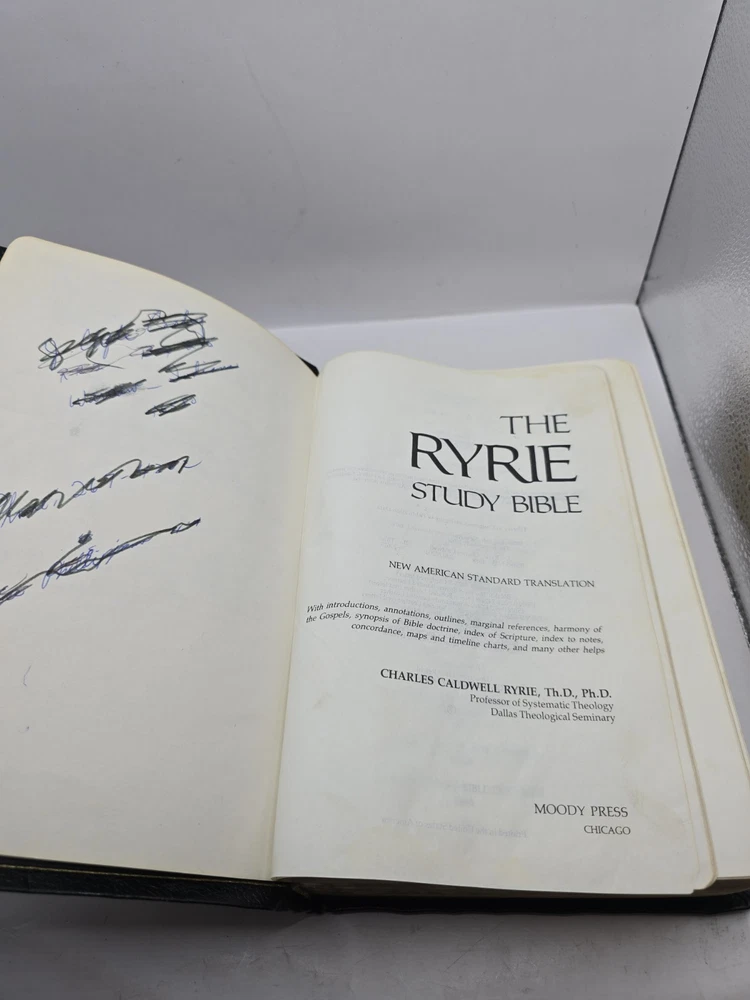 THE
RYRIE
STUDY BIBLE
NEW AMERICAN STANDARD TRANSLATION
With introductions, annotations, outlines, marginal references, harmony of
the Gospels, synopsis of Bible doctrine, index of Scripture, index to notes,
concordance, maps and timeline charts, and many other helps
CHARLES CALDWELL RYRIE, Th.D., Ph.D.
Professor of Systematic Theology
Dallas Theological Seminary
MOODY PRESS
CHICAGO